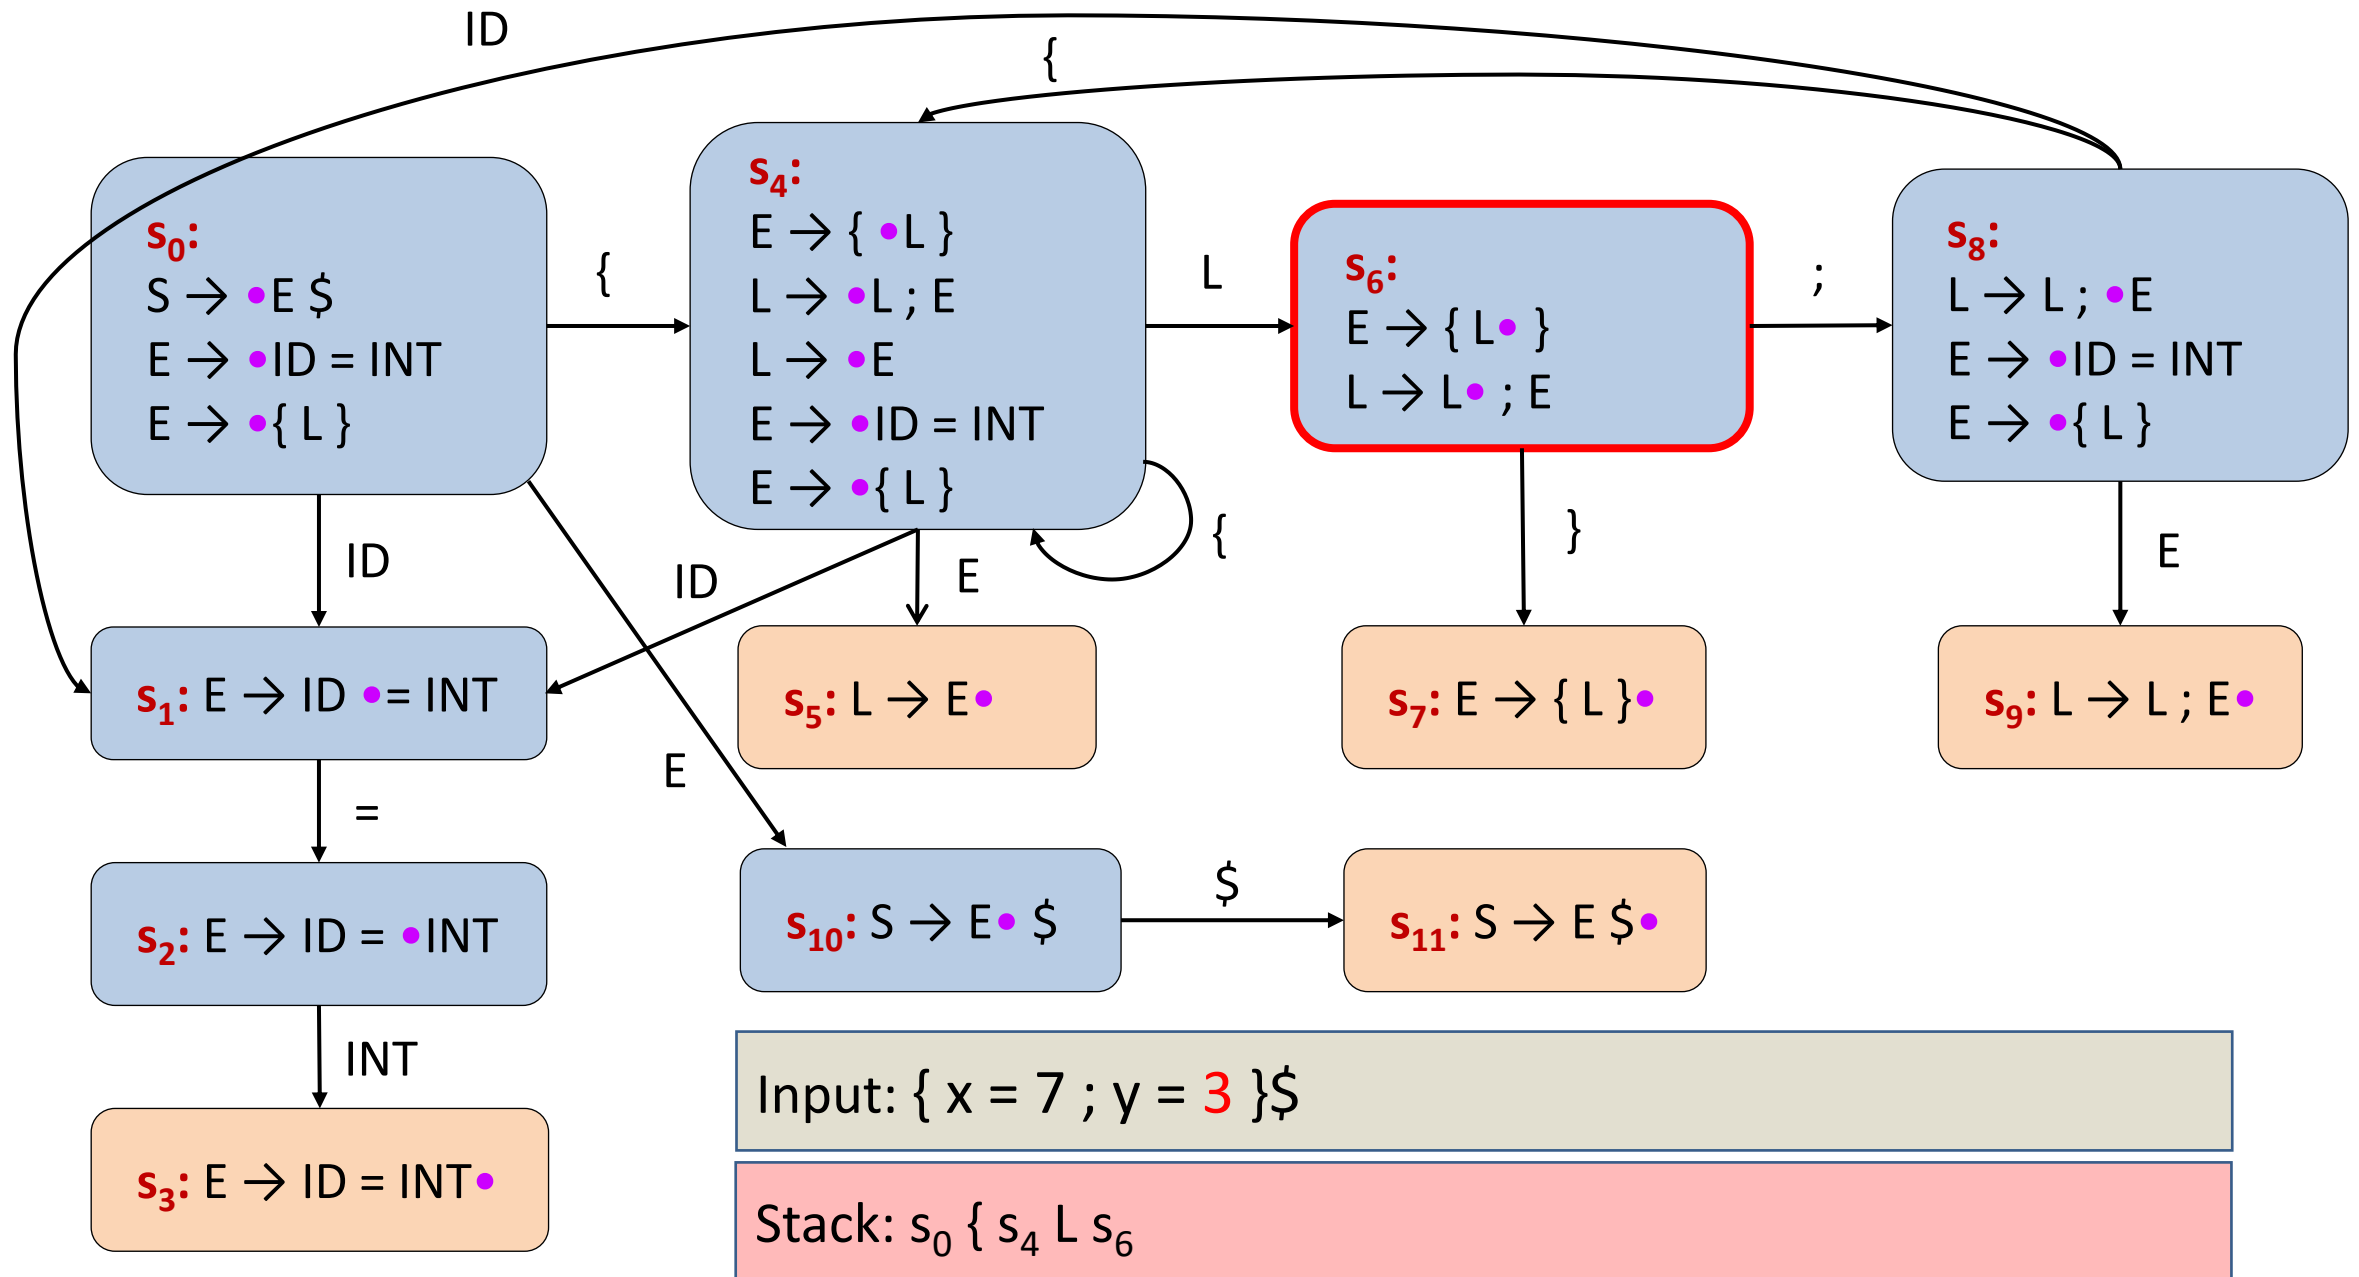 ID
{
s0:
S → •E $
E → •ID = INT
E → •{ L }
{
s4:
E → { •L }
L → •L ; E
L → •E
E → •ID = INT
E → •{ L }
L
s6:
E → { L• }
L → L• ; E
;
s8:
L → L ; •E
E → •ID = INT
E → •{ L }
ID
ID
E
{
}
E
s1: E → ID •= INT
s5: L → E•
s7: E → { L }•
s9: L → L ; E•
E
=
s2: E → ID = •INT
s10: S → E• $
$
s11: S → E $•
INT
s3: E → ID = INT•
Input: { x = 7 ; y = 3 }$
Stack: s0 { s4 L s6